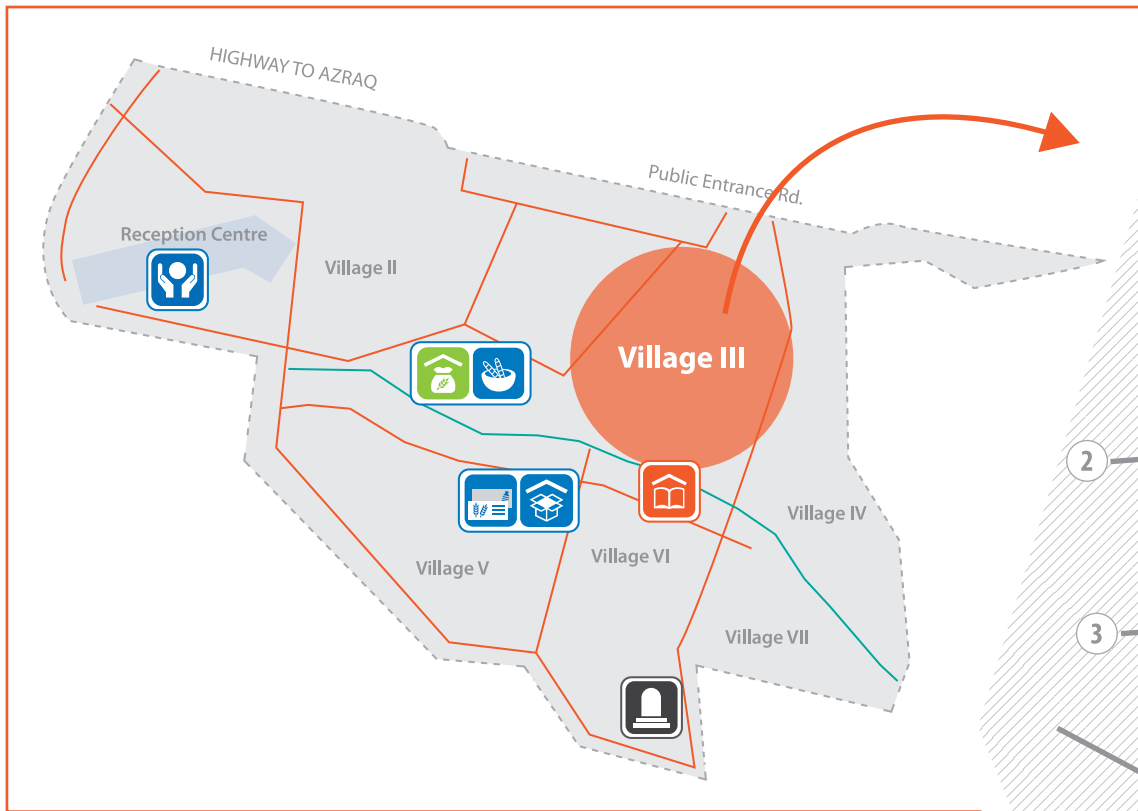 HIGHWAY TO AZRAQ
Public Entrance Rd.
Reception Centre
Village II
Village III
2
Village IV
Village VI
Village V
3
Village VII